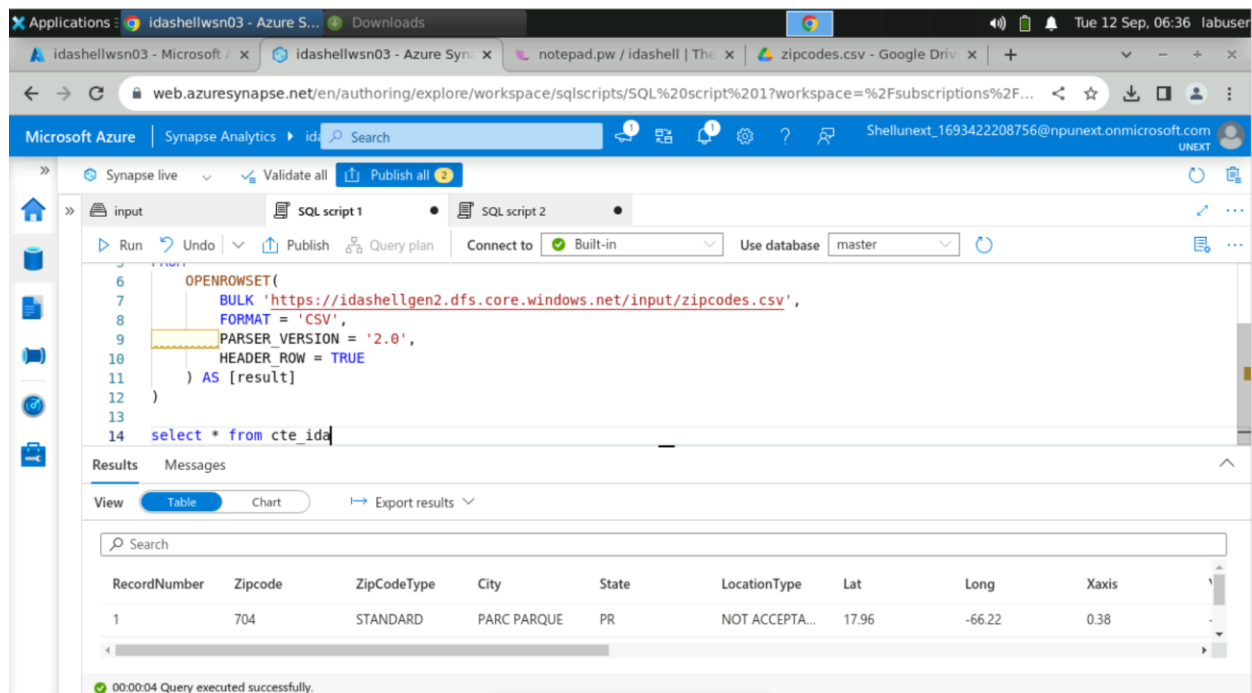 Applications idashellwsn03 - Azure S... Downloads Tue 12 Sep, 06:36 labuser
idashellwsn03 - Microsoft idashellwsn03 - Azure Syn notepad.pw / idashell | The zipcodes.csv - Google Driv
web.azuresynapse.net/en/authoring/explore/workspace/sqlscripts/SQL%20script%201?workspace=%2Fsubscriptions%2F...
Microsoft Azure Synapse Analytics ida Search 1 1 Shellunext_1693422208756@npunext.onmicrosoft.com
UNEXT
Synapse live Validate all Publish all 2
input SQL script 1 SQL script 2
Run Undo Publish Query plan Connect to Built-in Use database master
6 OPENROWSET(
7 BULK 'https://idashellgen2.dfs.core.windows.net/input/zipcodes.csv',
8 FORMAT = 'CSV',
9 PARSER_VERSION = '2.0',
10 HEADER_ROW = TRUE
11 ) AS [result]
12 )
13
14 select * from cte_ida
Results Messages
View Table Chart Export results
Search
RecordNumber Zipcode ZipCodeType City State LocationType Lat Long Xaxis
1 704 STANDARD PARC PARQUE PR NOT ACCEPTA... 17.96 -66.22 0.38
00:00:04 Query executed successfully.